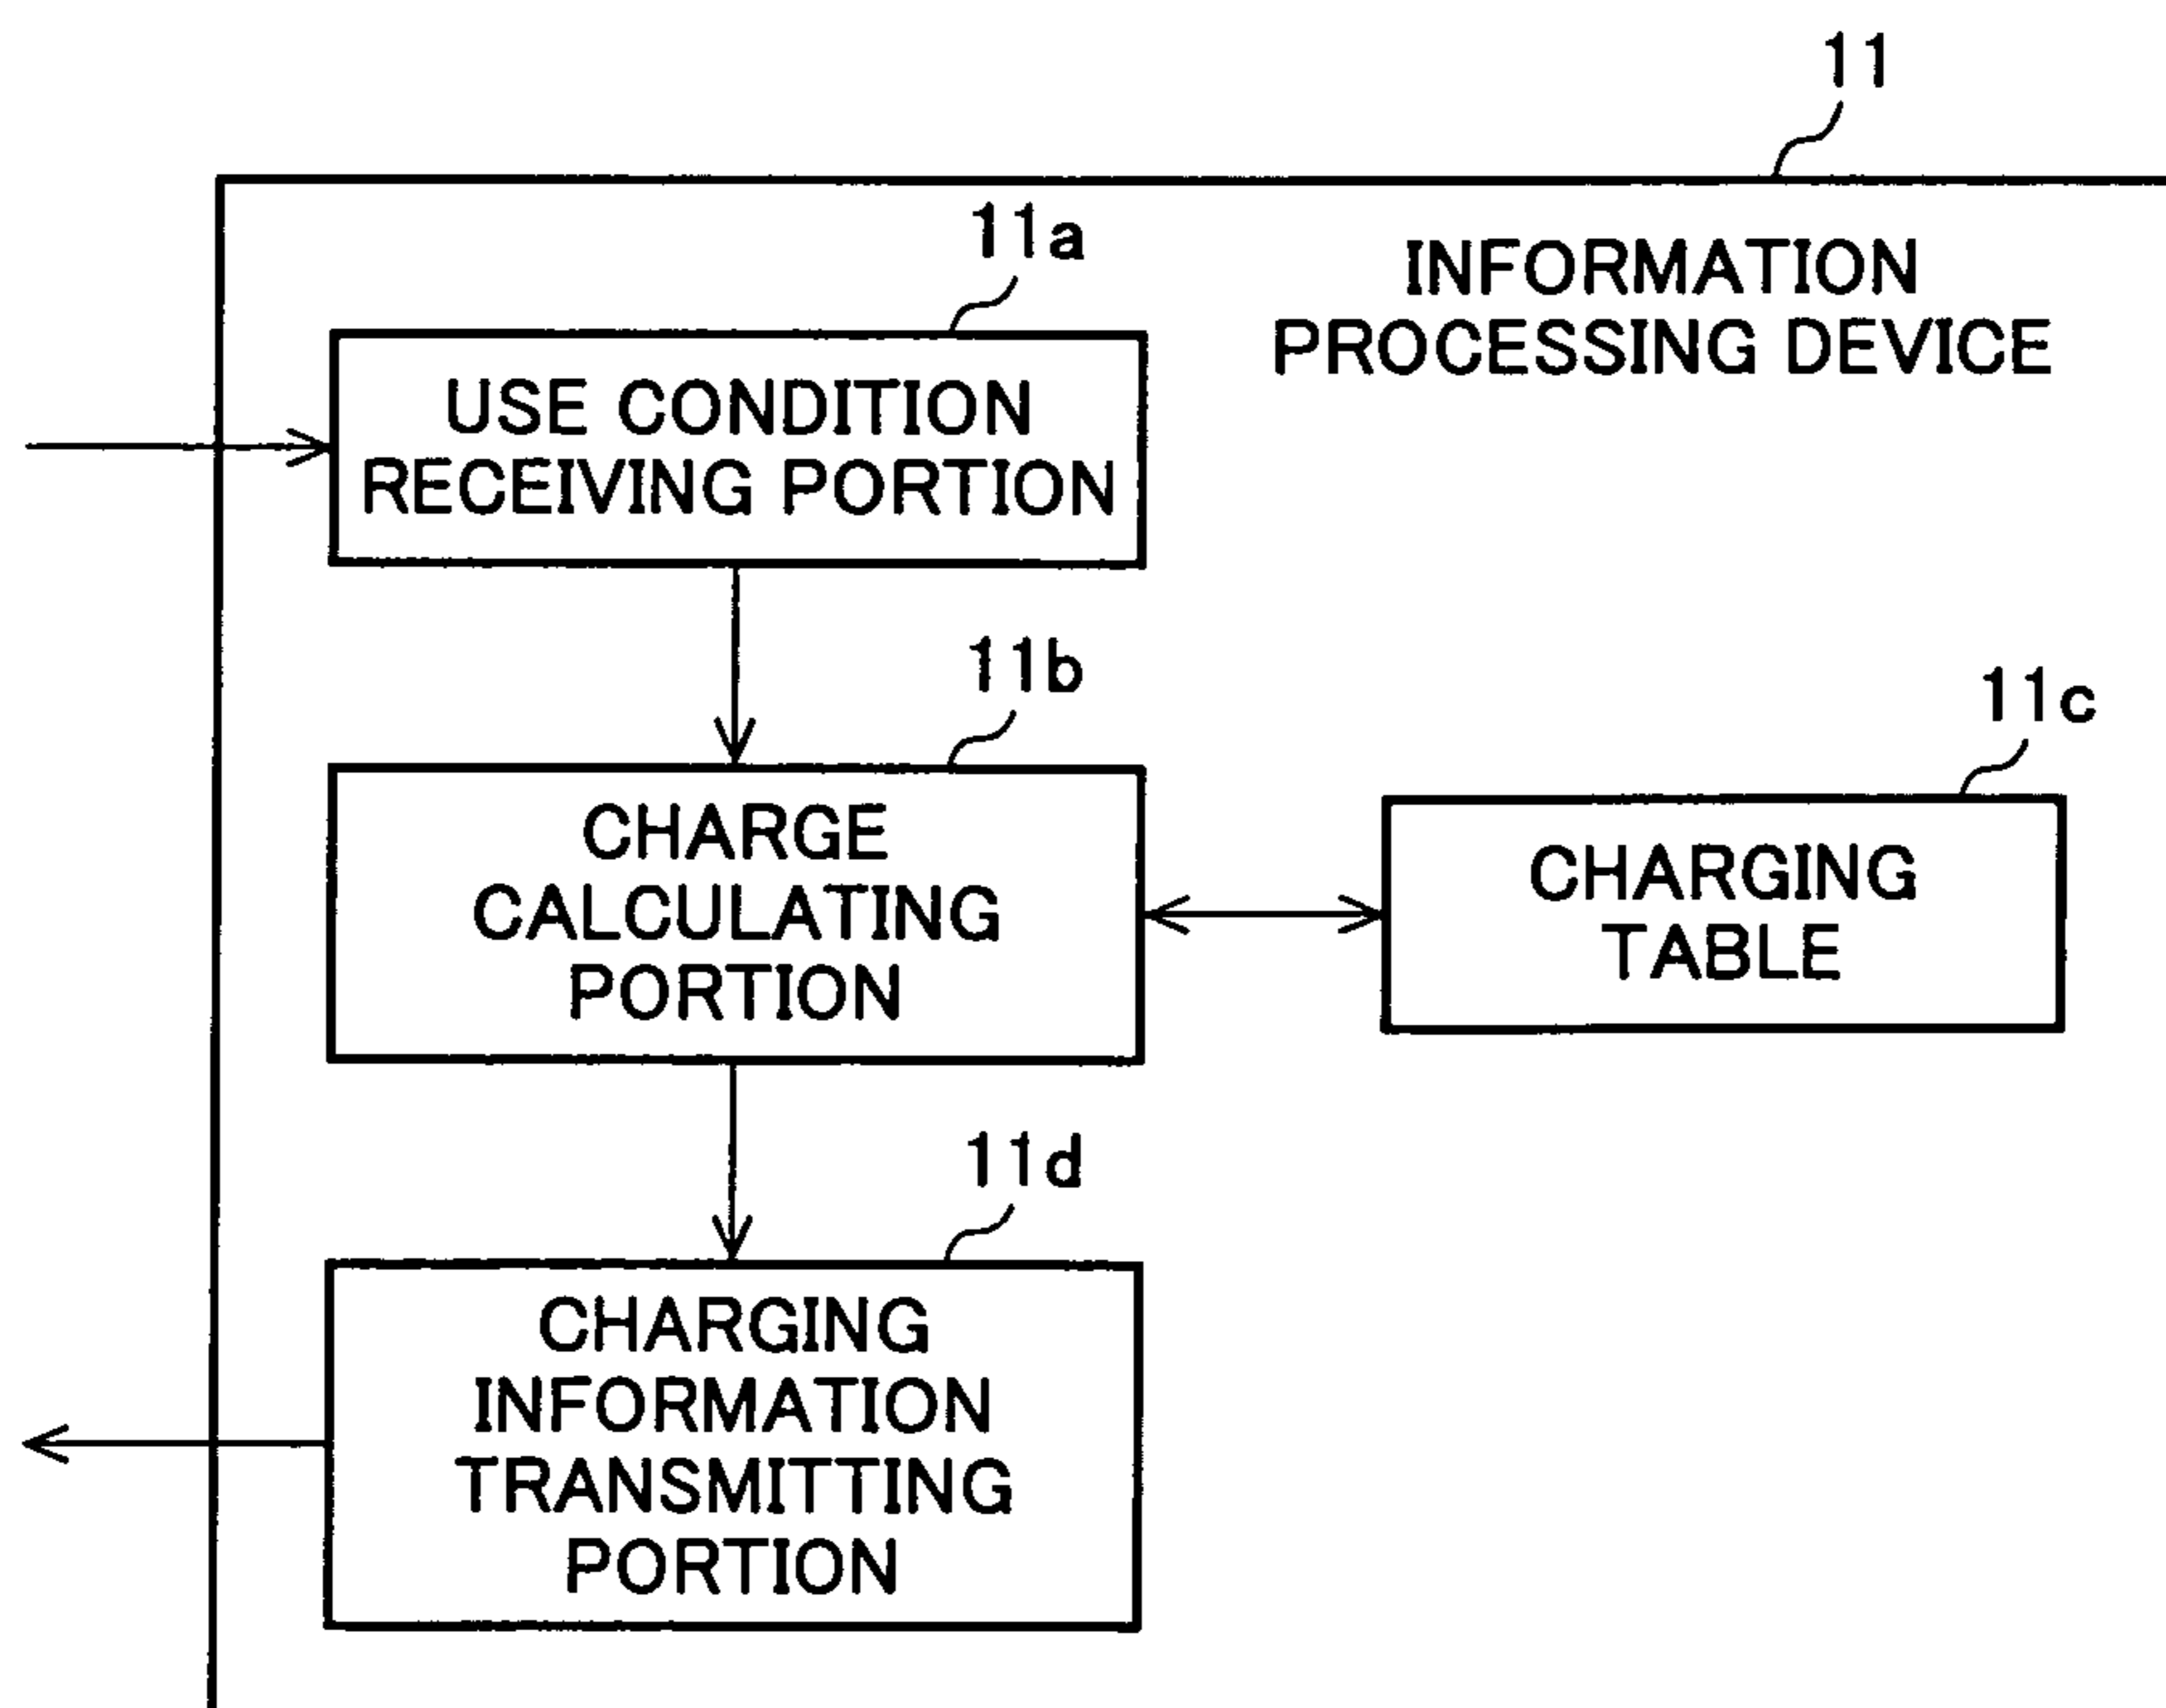 11
INFORMATION
PROCESSING DEVICE
11a
USE CONDITION
RECEIVING PORTION
11b
CHARGE
CALCULATING
PORTION
11c
CHARGING
TABLE
11d
CHARGING
INFORMATION
TRANSMITTING
PORTION